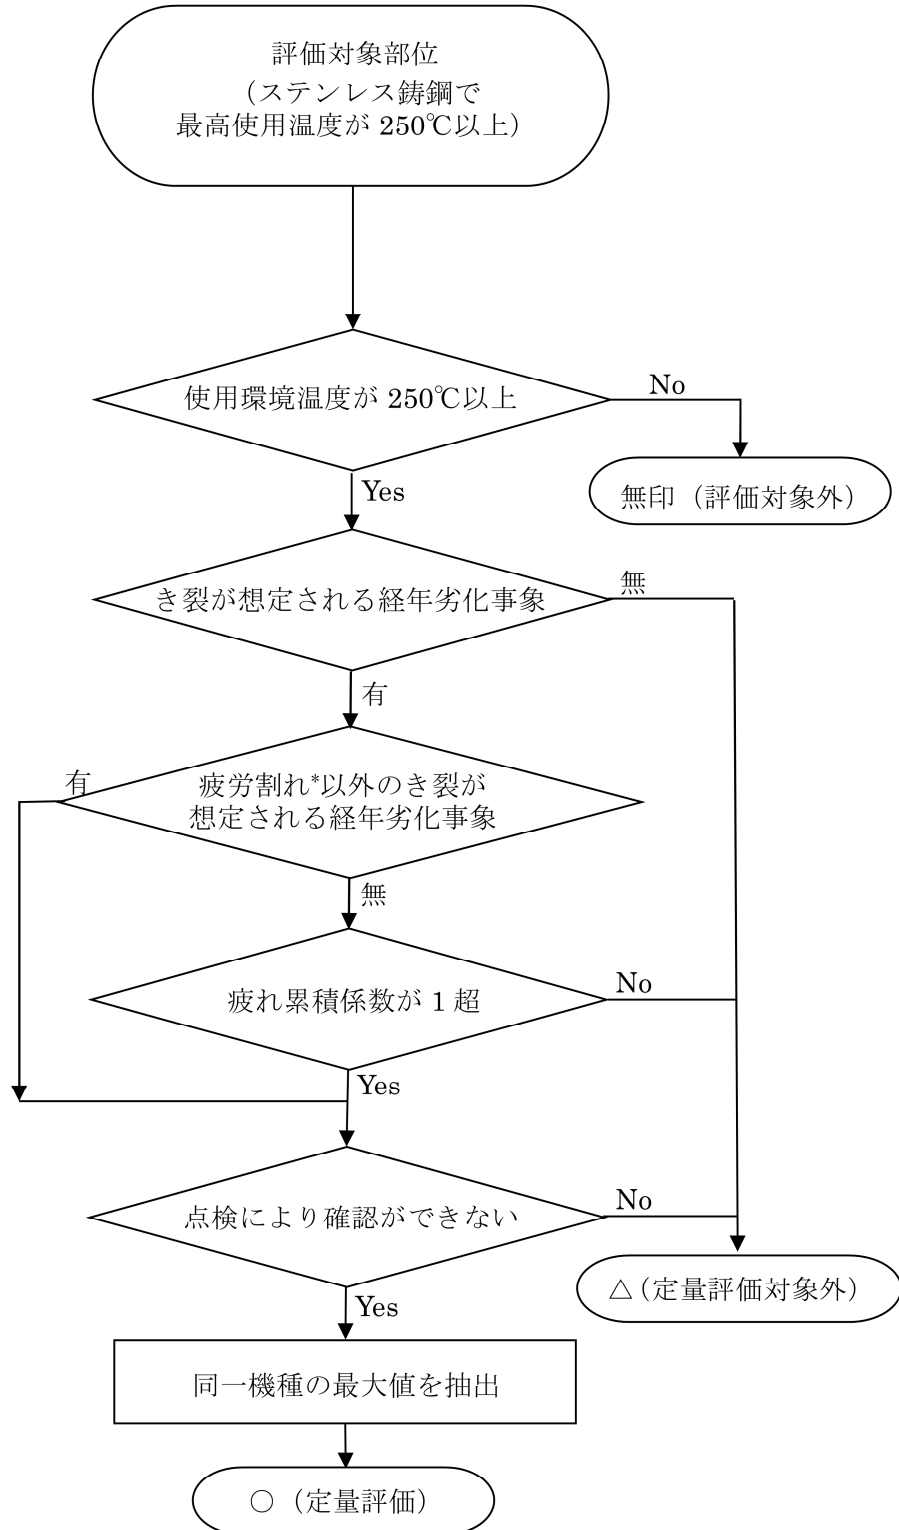 評価対象部位
（ステンレス鋳鋼で
最高使用温度が 250℃以上）
使用環境温度が 250℃以上
No
無印（評価対象外）
Yes
き裂が想定される経年劣化事象
無
有
疲労割れ*以外のき裂が
想定される経年劣化事象
有
無
疲れ累積係数が 1 超
No
Yes
点検により確認ができない
No
△（定量評価対象外）
Yes
同一機種の最大値を抽出
○（定量評価）